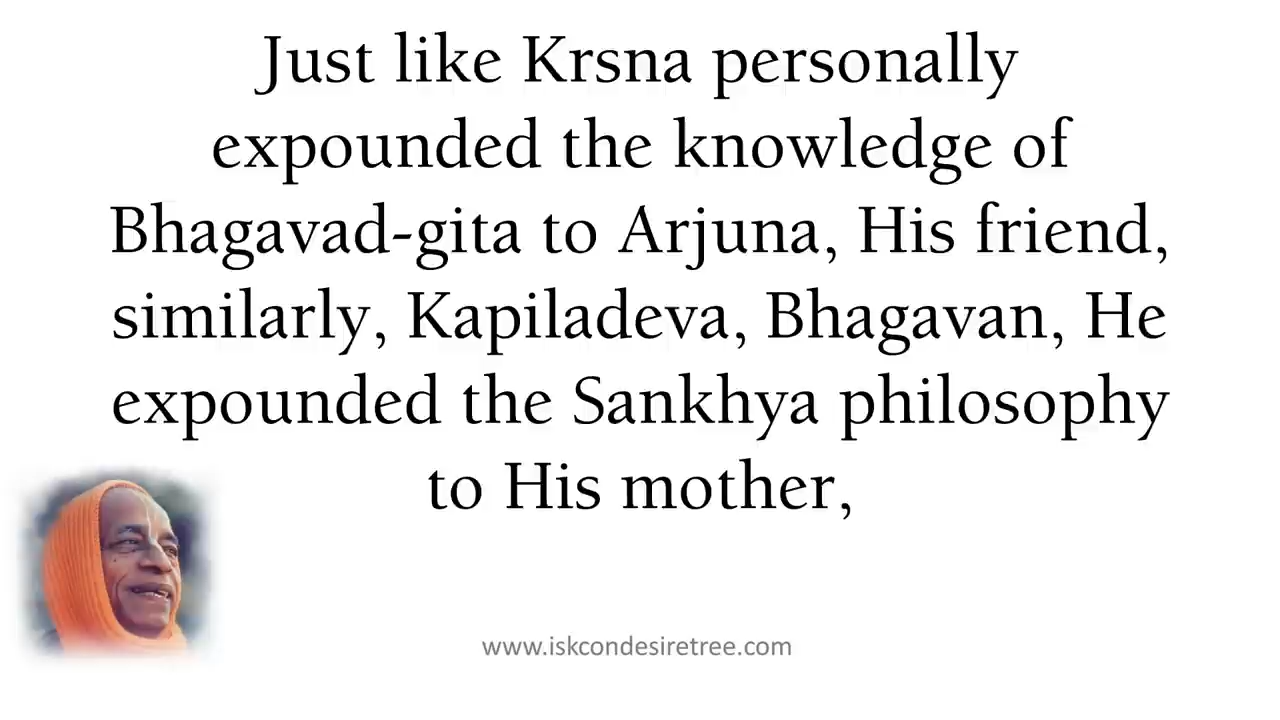 Just like Krsna personally
expounded the knowledge of
Bhagavad-gita to Arjuna, His friend,
similarly, Kapiladeva, Bhagavan, He
expounded the Sankhya philosophy
to His mother,
www.iskcondesiretree.com